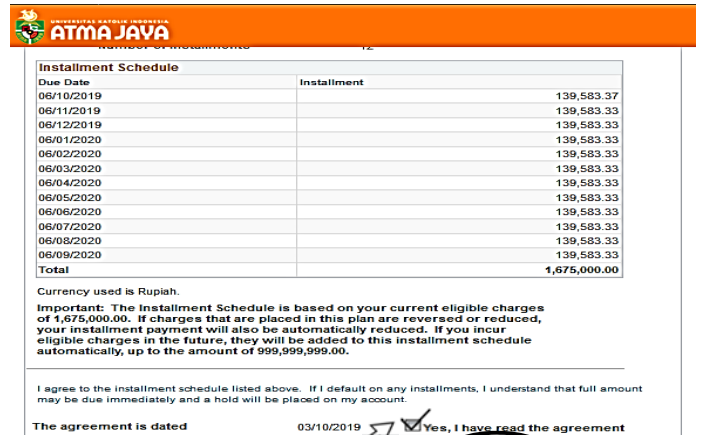 UNIVERSITAS KATOLIK INDONESIA
ATMA JAYA
Number of Installments 12
Installment Schedule
Due Date Installment
06/10/2019 139,583.37
06/11/2019 139,583.33
06/12/2019 139,583.33
06/01/2020 139,583.33
06/02/2020 139,583.33
06/03/2020 139,583.33
06/04/2020 139,583.33
06/05/2020 139,583.33
06/06/2020 139,583.33
06/07/2020 139,583.33
06/08/2020 139,583.33
06/09/2020 139,583.33
Total 1,675,000.00
Currency used is Rupiah.
Important: The Installment Schedule is based on your current eligible charges
of 1,675,000.00. If charges that are placed in this plan are reversed or reduced,
your installment payment will also be automatically reduced. If you incur
eligible charges in the future, they will be added to this installment schedule
automatically, up to the amount of 999,999,999.00.
I agree to the installment schedule listed above. If I default on any installments, I understand that full amount
may be due immediately and a hold will be placed on my account.
The agreement is dated 03/10/2019 Yes, I have read the agreement